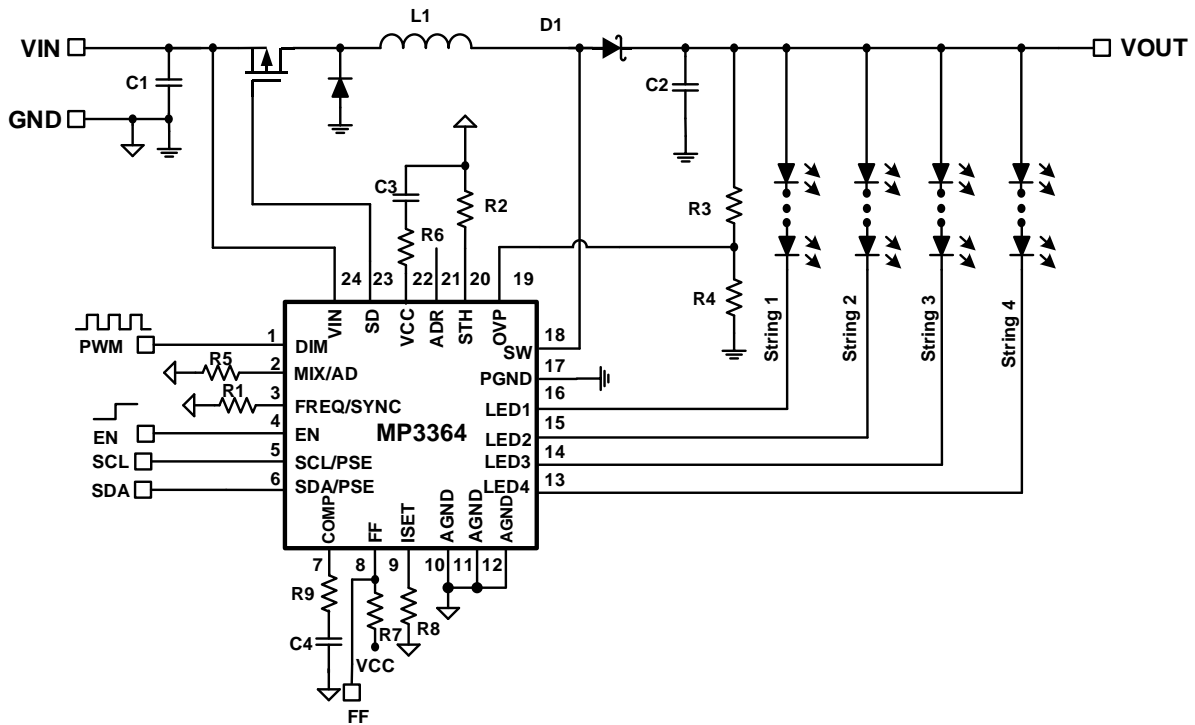 L1
D1
VIN
VOUT
C1
C2
GND
C3
R2
R3
R6
24 23 22 21 20 19
R4
String 1
String 2
String 3
String 4
VIN
SD
VCC
ADR
STH
OVP
PWM
1
DIM
SW
18
R5
2
MIX/AD
PGND
17
R1
3
FREQ/SYNC
LED1
16
EN
4
EN
MP3364
LED2
15
SCL
5
SCL/PSE
LED3
14
SDA
6
SDA/PSE
LED4
13
COMP
FF
ISET
AGND
AGND
AGND
7 8 9 10 11 12
R9
R7
R8
C4
VCC
FF